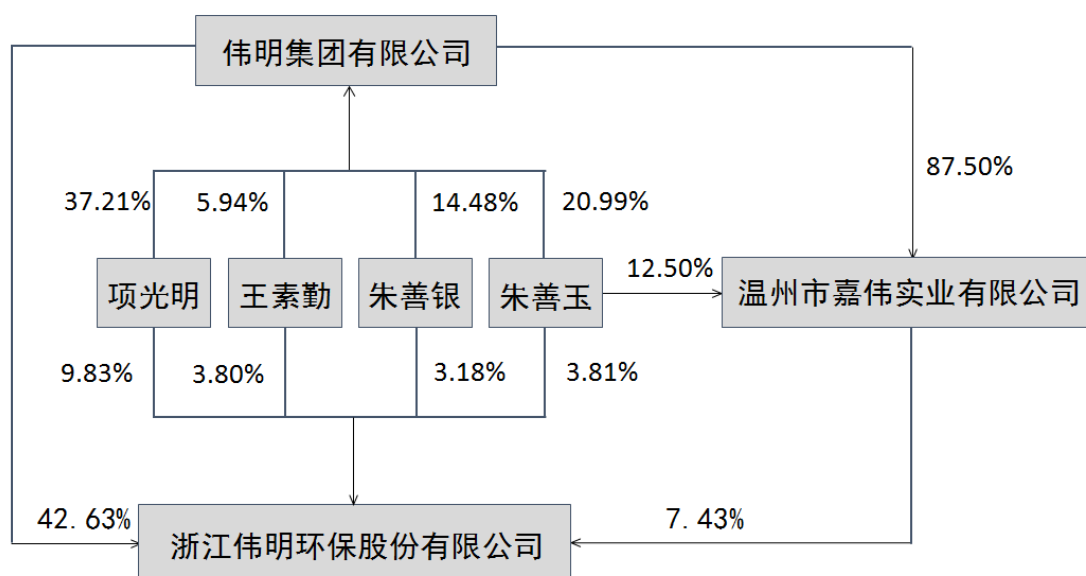 伟明集团有限公司
87.50%
37.21%
5.94%
14.48%
20.99%
12.50%
项光明
王素勤
朱善银
朱善玉
温州市嘉伟实业有限公司
9.83%
3.80%
3.18%
3.81%
42.63%
7.43%
浙江伟明环保股份有限公司